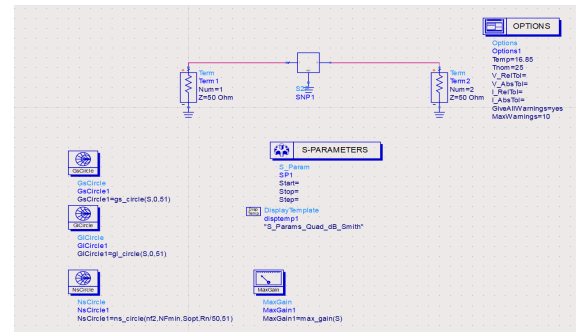 OPTIONS
Options
Options1
Temp=16.85
Tnom=25
V_RelTol=
V_AbsTol=
I_RelTol=
I_AbsTol=
GiveAllWarnings=yes
MaxWarnings=10
Term
Term1
Num=1
Z=50 Ohm
SNP1
Term
Term2
Num=2
Z=50 Ohm
S-PARAMETERS
S_Param
SP1
Start=
Stop=
Step=
GsCircle
GsCircle
GsCircle1
GsCircle1=gs_circle(S,0,51)
Disp
Temp
DisplayTemplate
disptemp1
"S_Params_Quad_dB_Smith"
GlCircle
GlCircle
GlCircle1
GlCircle1=gl_circle(S,0,51)
NsCircle
NsCircle
NsCircle1
NsCircle1=ns_circle(nf2,NFmin,Sopt,Rn/50,51)
MaxGain
MaxGain
MaxGain1
MaxGain1=max_gain(S)